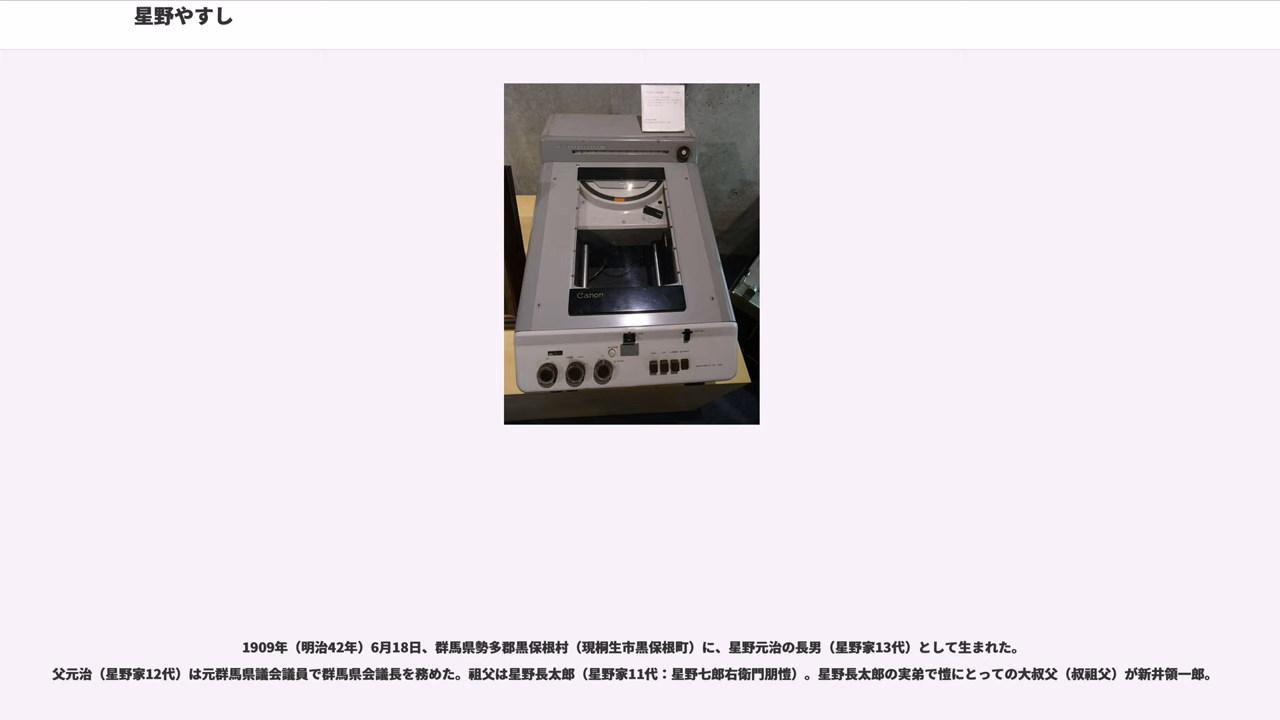 星野やすし
Canon
1909年（明治42年）6月18日、群馬県勢多郡黒保根村（現桐生市黒保根町）に、星野元治の長男（星野家13代）として生まれた。
父元治（星野家12代）は元群馬県議会議員で群馬県会議長を務めた。祖父は星野長太郎（星野家11代：星野七郎右衛門朋愷）。星野長太郎の実弟で愷にとっての大叔父（叔祖父）が新井領一郎。